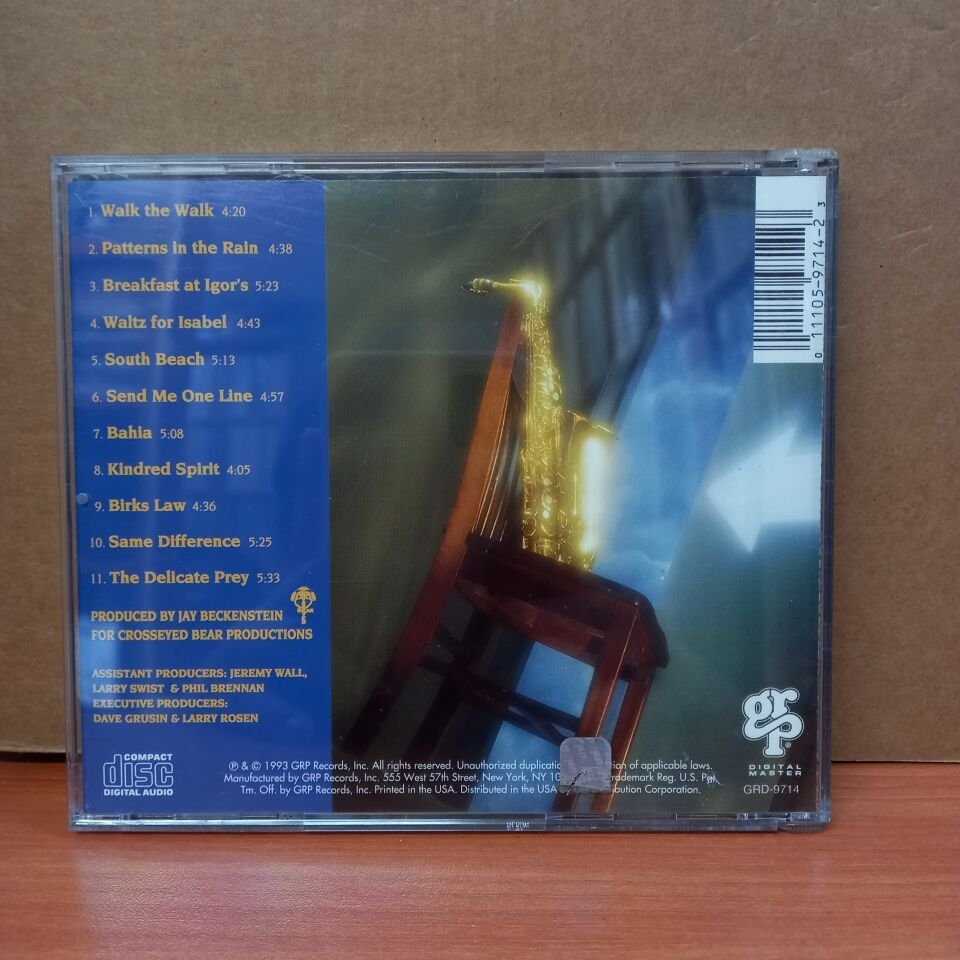 1. Walk the Walk 4:20
2. Patterns in the Rain 4:38
3. Breakfast at Igor's 5:23
4. Waltz for Isabel 4:43
5. South Beach 5:13
6. Send Me One Line 4:57
7. Bahia 5:08
8. Kindred Spirit 4:05
9. Birks Law 4:36
10. Same Difference 5:25
11. The Delicate Prey 5:33
PRODUCED BY JAY BECKENSTEIN
FOR CROSSEYED BEAR PRODUCTIONS
ASSISTANT PRODUCERS: JEREMY WALL,
LARRY SWIST & PHIL BRENNAN
EXECUTIVE PRODUCERS:
DAVE GRUSIN & LARRY ROSEN
COMPACT
disc
DIGITAL AUDIO
℗ & © 1993 GRP Records, Inc. All rights reserved. Unauthorized of applicable laws.
Manufactured by GRP Records, Inc. 555 West 57th Street, New York, NY Reg. U.S. Pat.
Tm. Off. by GRP Records, Inc. Printed in the USA. Distributed in the USA Corporation.
0 11105-9714-2 3
grp
DIGITAL
MASTER
GRD-9714